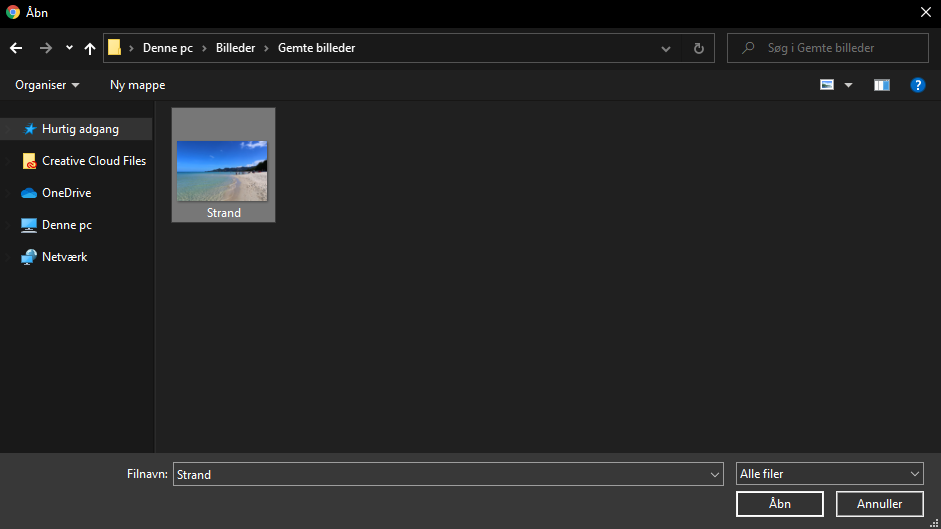 Åbn
Denne pc Billeder Gemte billeder
Søg i Gemte billeder
Organiser Ny mappe
?
Hurtig adgang
Creative Cloud Files
OneDrive
Denne pc
Netværk
Strand
Filnavn: Strand
Alle filer
Åbn Annuller